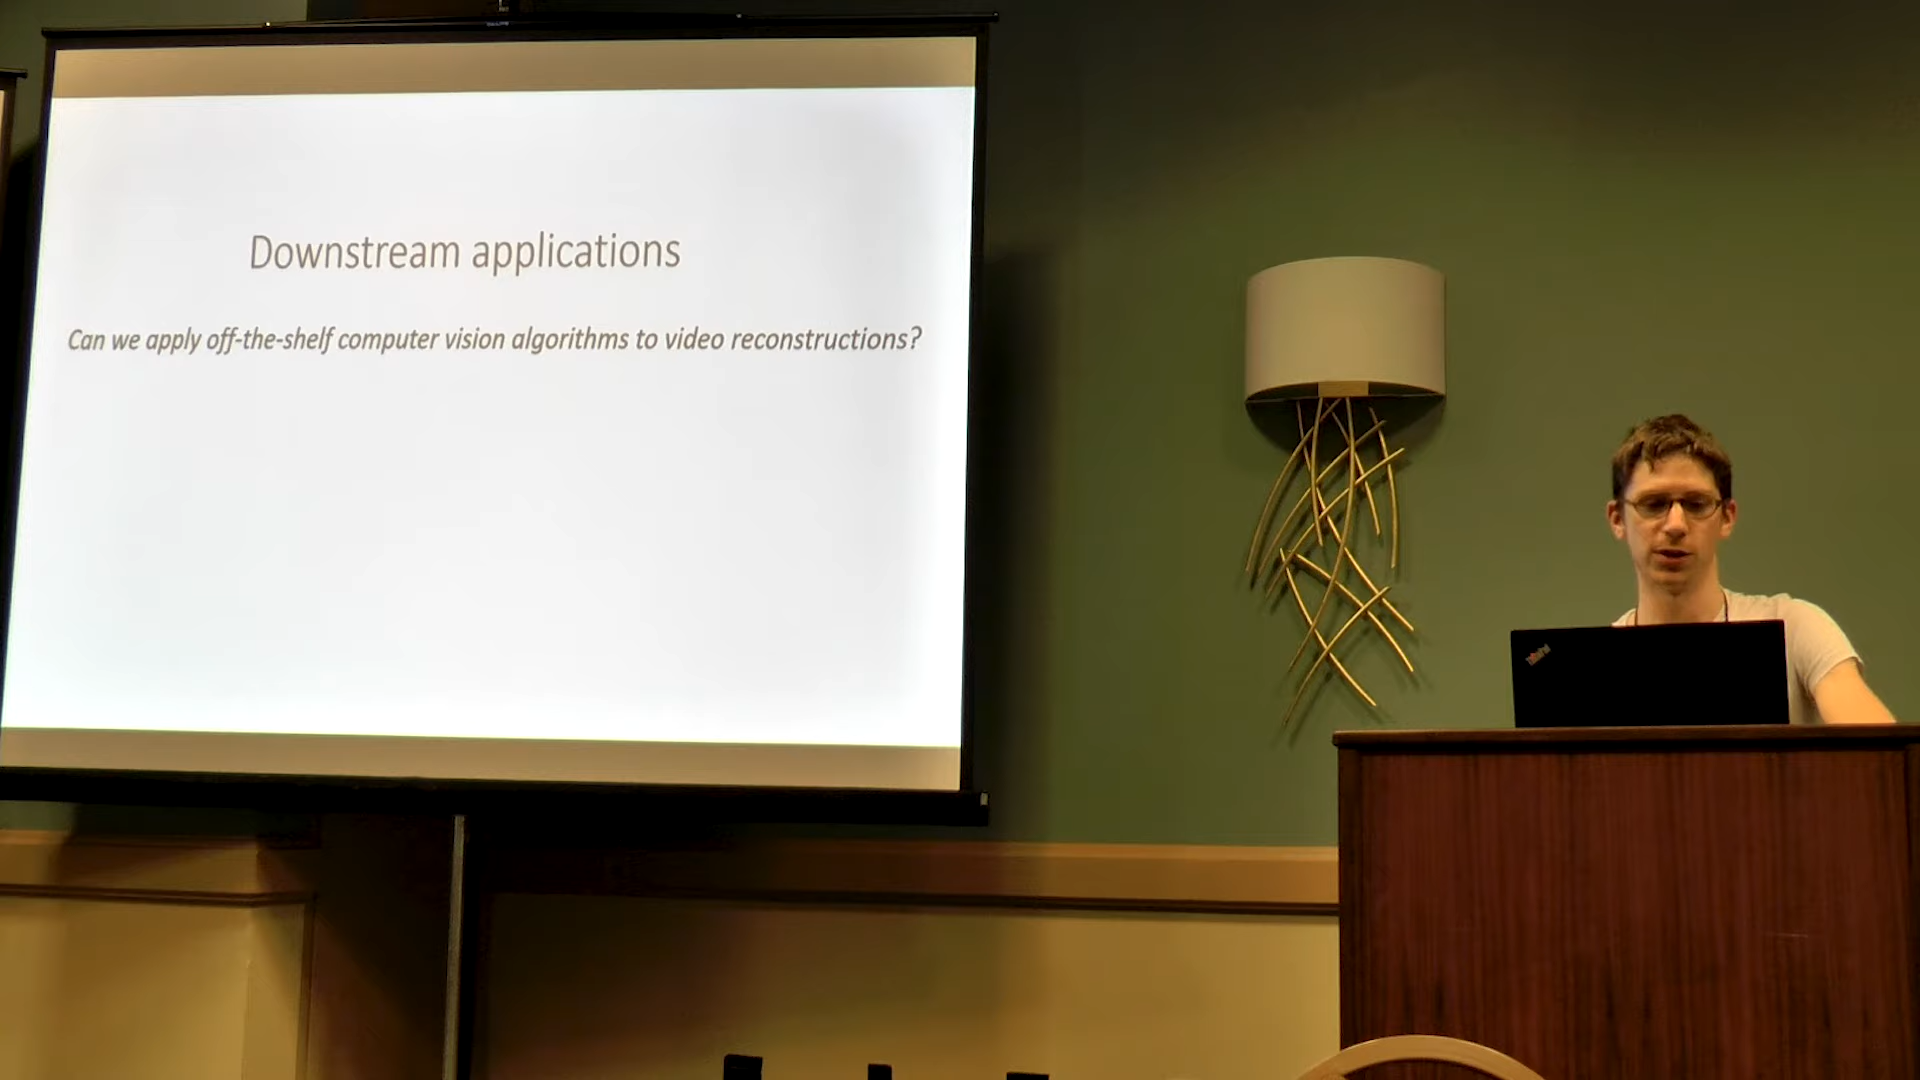 Downstream applications
Can we apply off-the-shelf computer vision algorithms to video reconstructions?